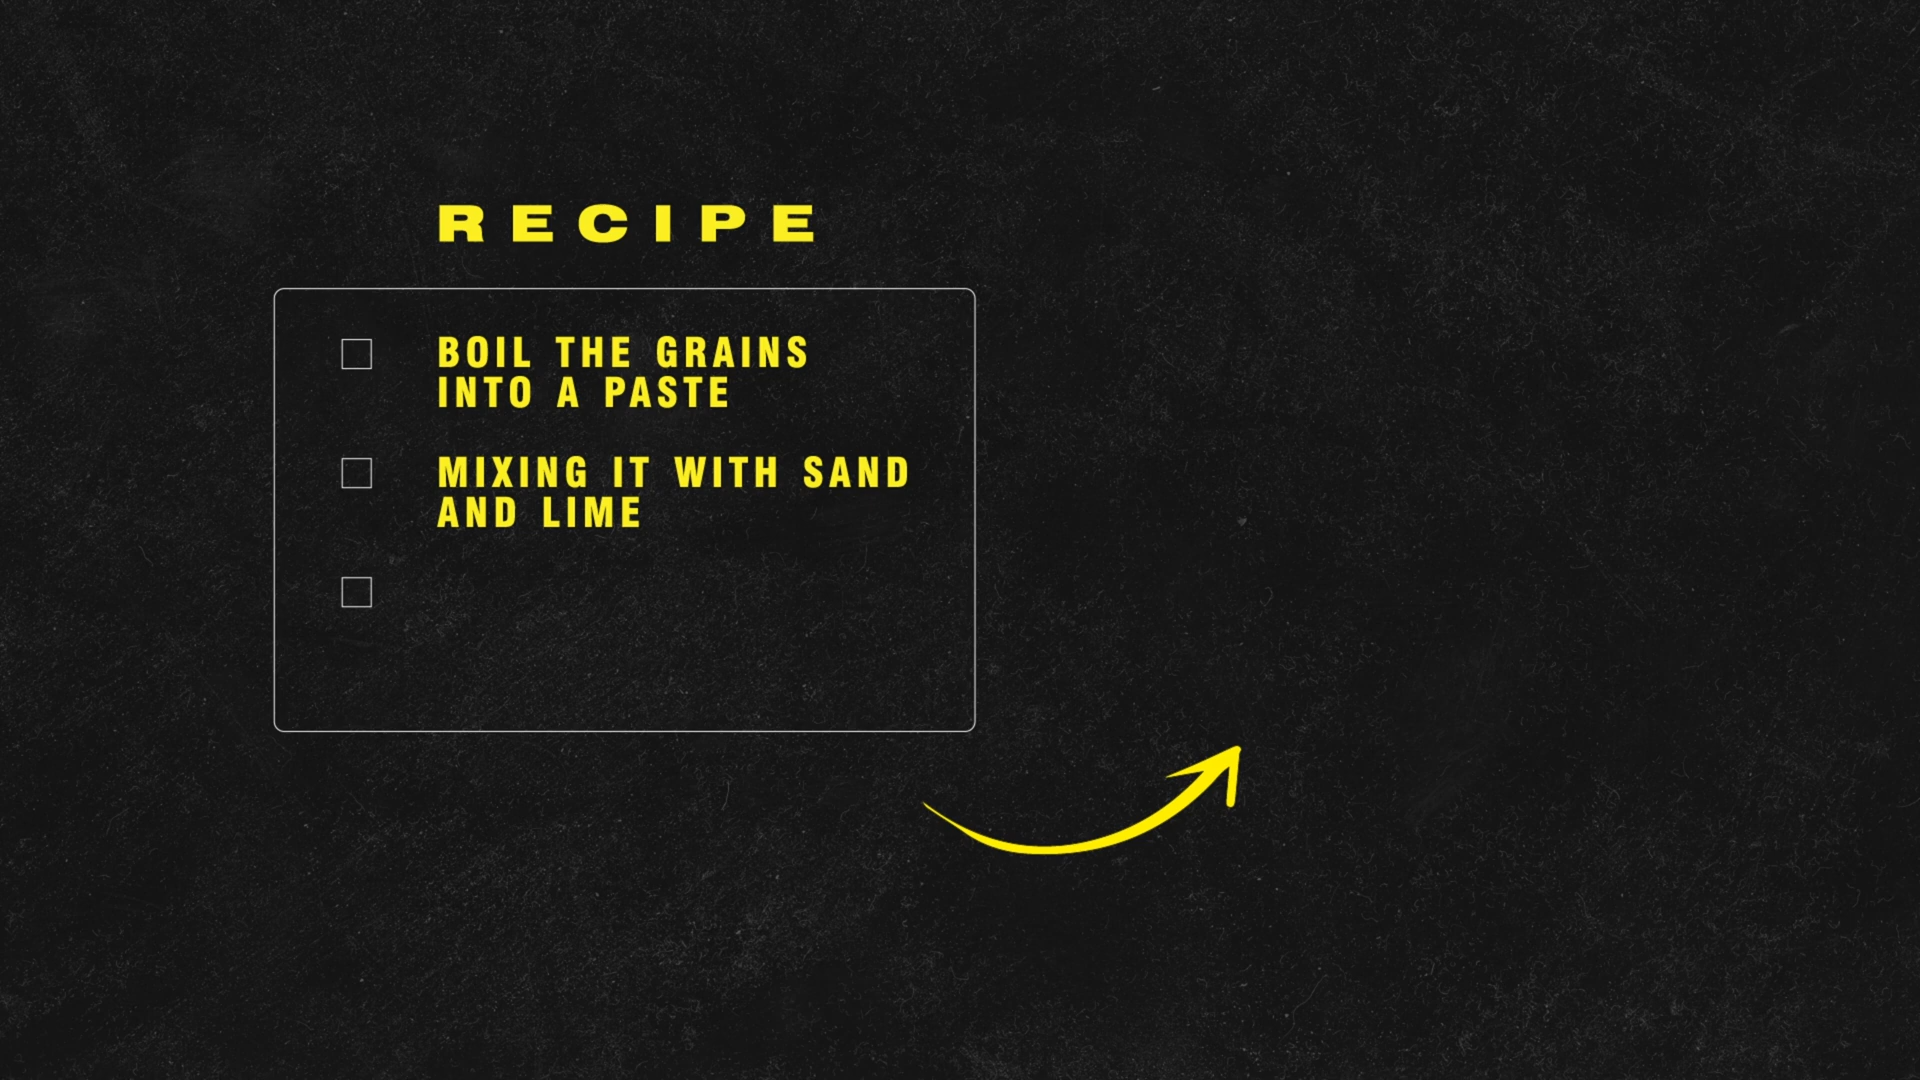 RECIPE
BOIL THE GRAINS
INTO A PASTE
MIXING IT WITH SAND
AND LIME